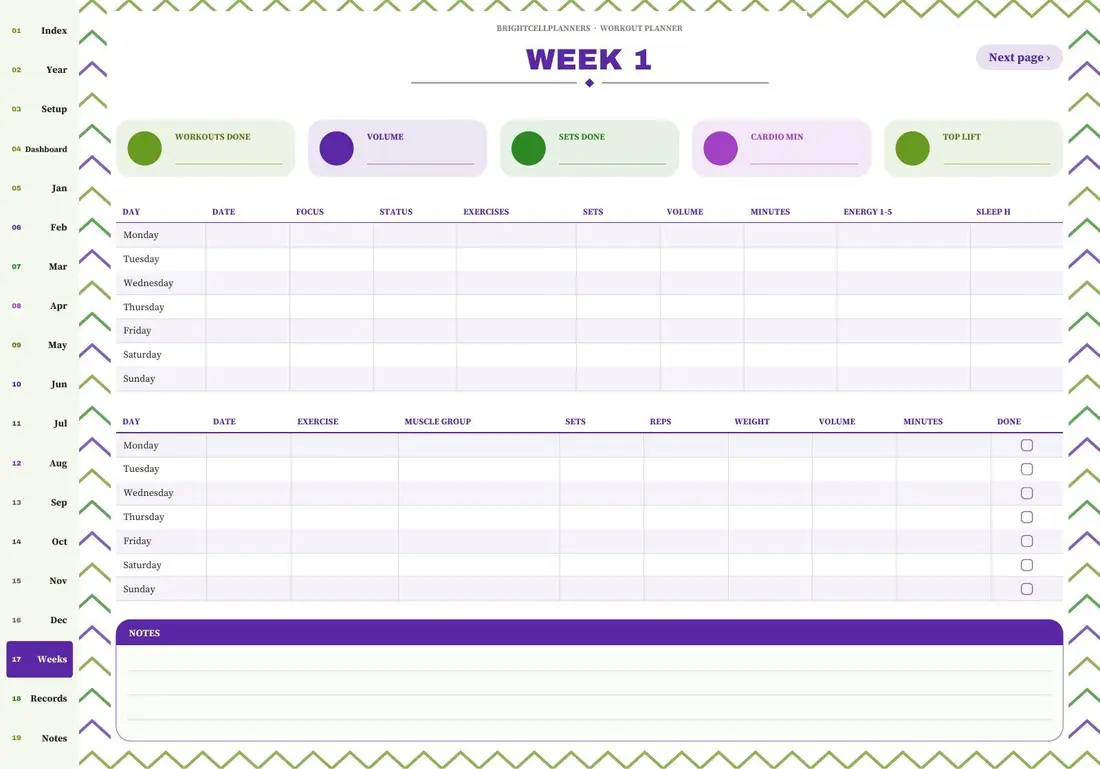 01 Index
02 Year
03 Setup
04 Dashboard
05 Jan
06 Feb
07 Mar
08 Apr
09 May
10 Jun
11 Jul
12 Aug
13 Sep
14 Oct
15 Nov
16 Dec
17 Weeks
18 Records
19 Notes
BRIGHTCELLPLANNERS · WORKOUT PLANNER
WEEK 1
Next page ›
WORKOUTS DONE
VOLUME
SETS DONE
CARDIO MIN
TOP LIFT
DAY DATE FOCUS STATUS EXERCISES SETS VOLUME MINUTES ENERGY 1-5 SLEEP H
Monday
Tuesday
Wednesday
Thursday
Friday
Saturday
Sunday
DAY DATE EXERCISE MUSCLE GROUP SETS REPS WEIGHT VOLUME MINUTES DONE
Monday
Tuesday
Wednesday
Thursday
Friday
Saturday
Sunday
NOTES